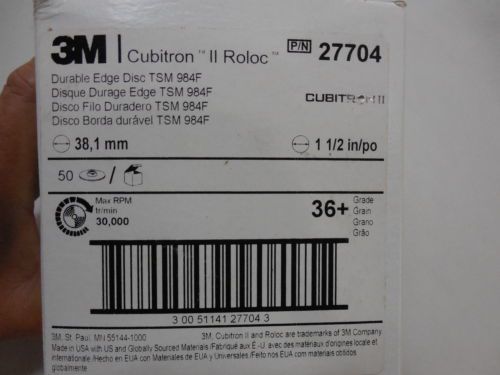 3M | Cubitron™ II Roloc™ P/N 27704
Durable Edge Disc TSM 984F
Disque Durage Edge TSM 984F
Disco Filo Duradero TSM 984F
Disco Borda durável TSM 984F
CUBITRON II
38,1 mm
1 1/2 in/po
50 /
Max RPM
tr/min
30,000
36+
Grade
Grain
Grano
Grão
3 00 51141 27704 3
3M, St. Paul, MN 55144-1000
3M, Cubitron II and Roloc are trademarks of 3M Company.
Made in USA with US and Globally Sourced Materials /Fabriqué aux É.-U. avec des matériaux d'origines locale et
internationale /Hecho en EUA con Materiales de EUA y Universales /Feito nos EUA com materiais obtidos
globalmente